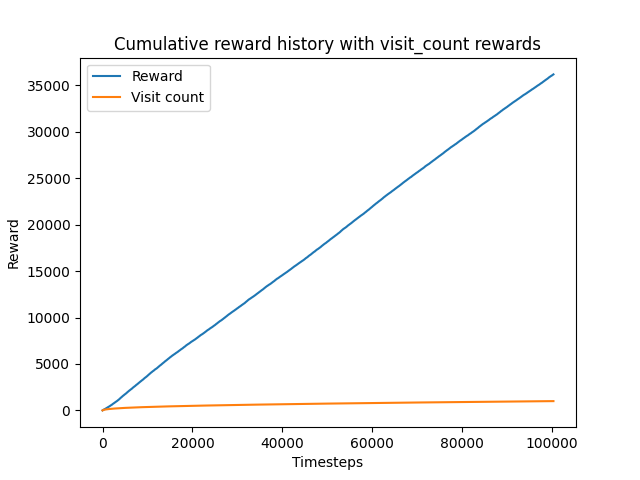 Cumulative reward history with visit_count rewards
Reward
Visit count
35000
30000
25000
20000
15000
10000
5000
0
Reward
0 20000 40000 60000 80000 100000
Timesteps